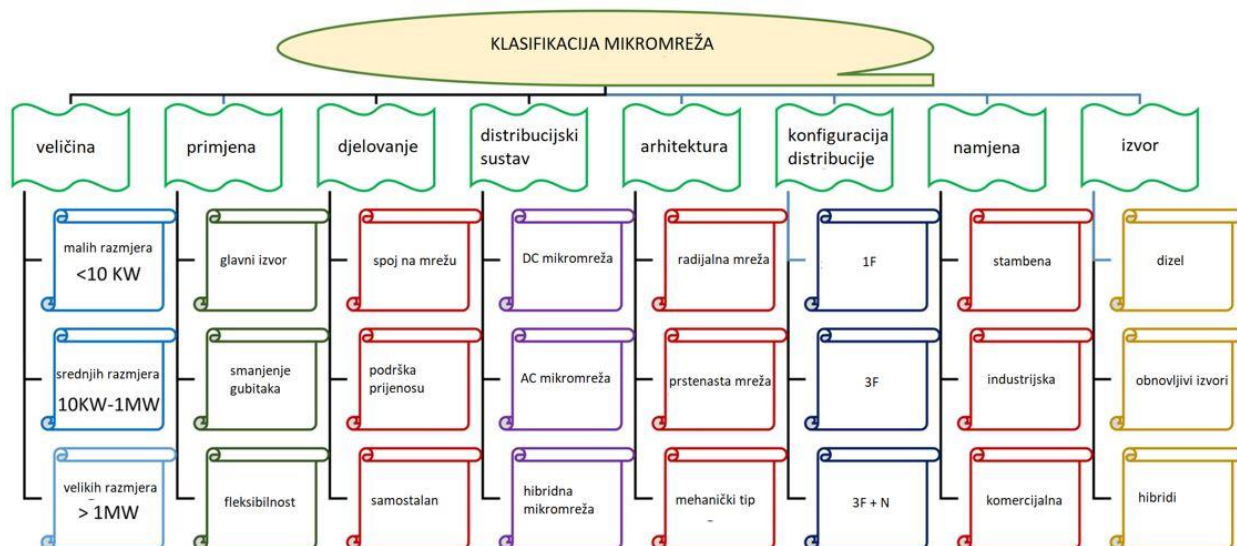 KLASIFIKACIJA MIKROMREŽA
veličina
primjena
djelovanje
distribucijski
sustav
arhitektura
konfiguracija
distribucije
namjena
izvor
malih razmjera
<10 KW
glavni izvor
spoj na mrežu
DC mikromreža
radijalna mreža
1F
stambena
dizel
srednjih razmjera
10KW-1MW
smanjenje
gubitaka
podrška
prijenosu
AC mikromreža
prstenasta mreža
3F
industrijska
obnovljivi izvori
velikih razmjera
> 1MW
fleksibilnost
samostalan
hibridna
mikromreža
mehanički tip
3F + N
komercijalna
hibridi